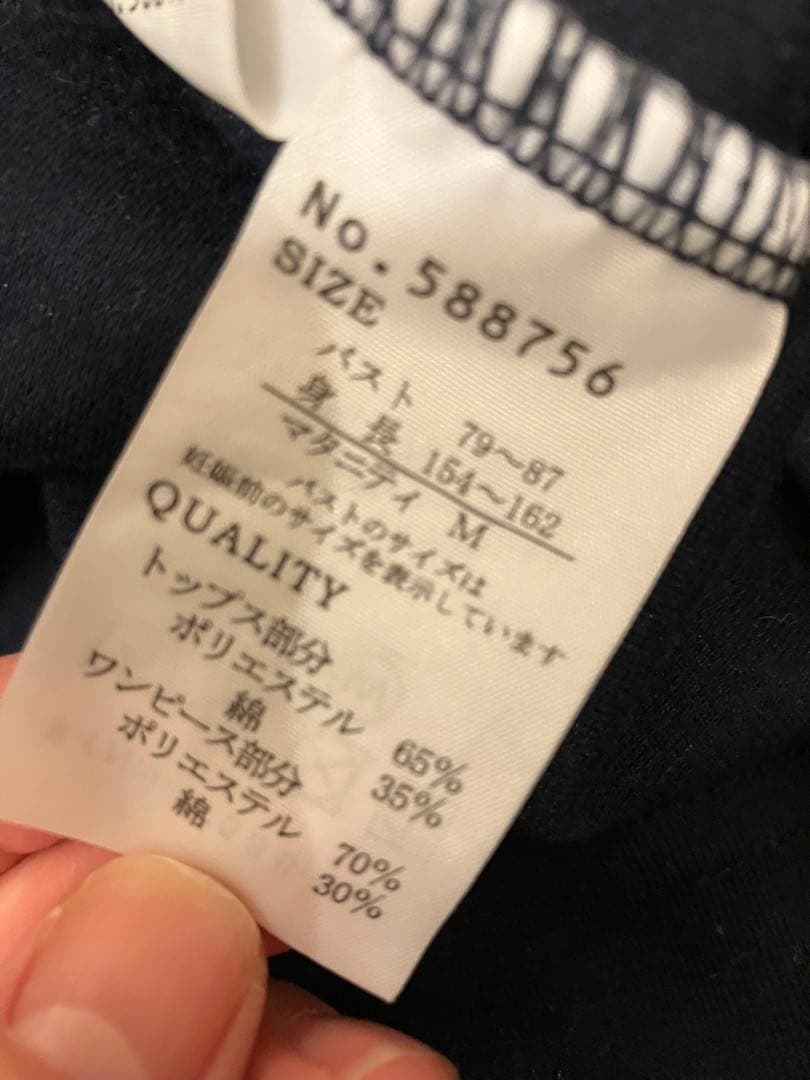 No. 588756
SIZE
バスト 79～87
身長 154～162
マタニティ M
バストのサイズは
妊娠前のサイズを表示しています
QUALITY
トップス部分
ポリエステル 65%
綿 35%
ワンピース部分
ポリエステル 70%
綿 30%